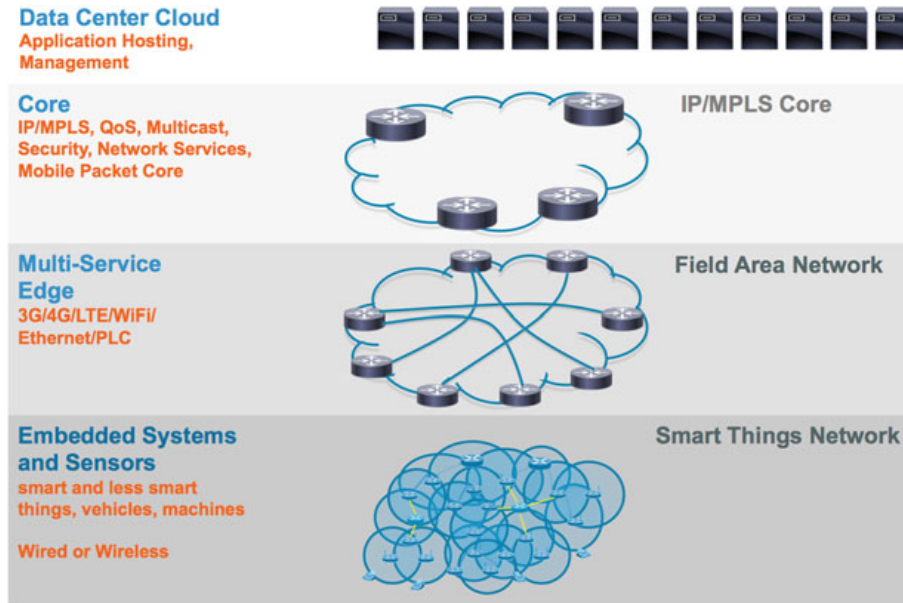 Data Center Cloud
Application Hosting,
Management
Core
IP/MPLS, QoS, Multicast,
Security, Network Services,
Mobile Packet Core
IP/MPLS Core
Multi-Service
Edge
3G/4G/LTE/WiFi/
Ethernet/PLC
Field Area Network
Embedded Systems
and Sensors
smart and less smart
things, vehicles, machines
Wired or Wireless
Smart Things Network